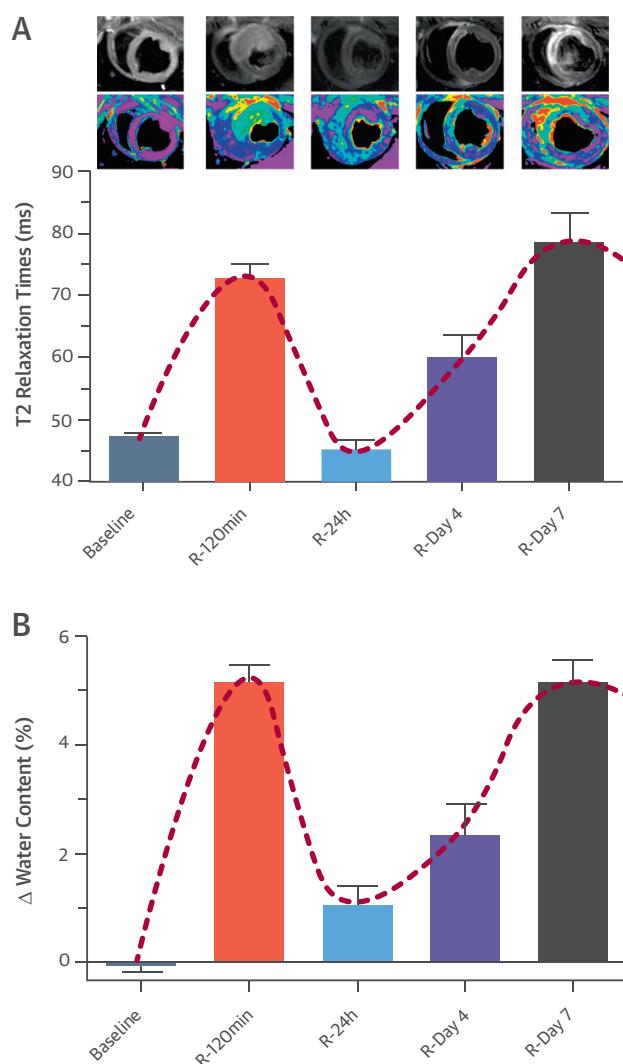 A
90
80
70
60
50
40
T2 Relaxation Times (ms)
Baseline
R-120min
R-24h
R-Day 4
R-Day 7
B
6
4
2
0
Δ Water Content (%)
Baseline
R-120min
R-24h
R-Day 4
R-Day 7